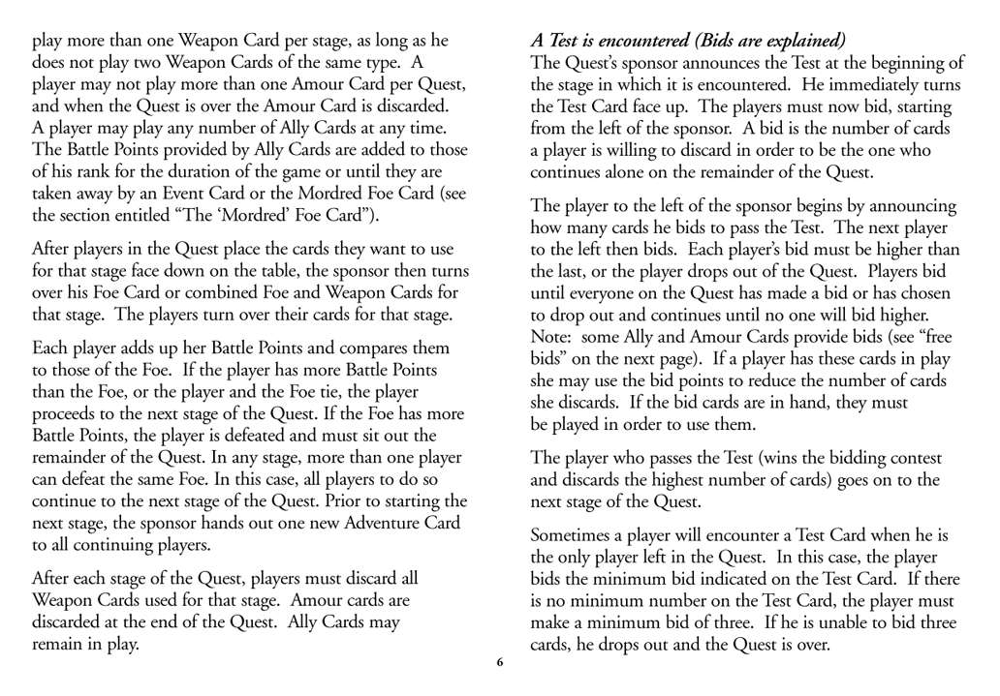 play more than one Weapon Card per stage, as long as he
does not play two Weapon Cards of the same type.  A
player may not play more than one Amour Card per Quest,
and when the Quest is over the Amour Card is discarded.
A player may play any number of Ally Cards at any time.
The Battle Points provided by Ally Cards are added to those
of his rank for the duration of the game or until they are
taken away by an Event Card or the Mordred Foe Card (see
the section entitled “The ‘Mordred’ Foe Card”).
After players in the Quest place the cards they want to use
for that stage face down on the table, the sponsor then turns
over his Foe Card or combined Foe and Weapon Cards for
that stage.  The players turn over their cards for that stage.
Each player adds up her Battle Points and compares them
to those of the Foe.  If the player has more Battle Points
than the Foe, or the player and the Foe tie, the player
proceeds to the next stage of the Quest. If the Foe has more
Battle Points, the player is defeated and must sit out the
remainder of the Quest. In any stage, more than one player
can defeat the same Foe. In this case, all players to do so
continue to the next stage of the Quest. Prior to starting the
next stage, the sponsor hands out one new Adventure Card
to all continuing players.
After each stage of the Quest, players must discard all
Weapon Cards used for that stage.  Amour cards are
discarded at the end of the Quest.  Ally Cards may
remain in play.
A Test is encountered (Bids are explained)
The Quest’s sponsor announces the Test at the beginning of
the stage in which it is encountered.  He immediately turns
the Test Card face up.  The players must now bid, starting
from the left of the sponsor.  A bid is the number of cards
a player is willing to discard in order to be the one who
continues alone on the remainder of the Quest.
The player to the left of the sponsor begins by announcing
how many cards he bids to pass the Test.  The next player
to the left then bids.  Each player’s bid must be higher than
the last, or the player drops out of the Quest.  Players bid
until everyone on the Quest has made a bid or has chosen
to drop out and continues until no one will bid higher.
Note:  some Ally and Amour Cards provide bids (see “free
bids” on the next page).  If a player has these cards in play
she may use the bid points to reduce the number of cards
she discards.  If the bid cards are in hand, they must
be played in order to use them.
The player who passes the Test (wins the bidding contest
and discards the highest number of cards) goes on to the
next stage of the Quest.
Sometimes a player will encounter a Test Card when he is
the only player left in the Quest.  In this case, the player
bids the minimum bid indicated on the Test Card.  If there
is no minimum number on the Test Card, the player must
make a minimum bid of three.  If he is unable to bid three
cards, he drops out and the Quest is over.
6